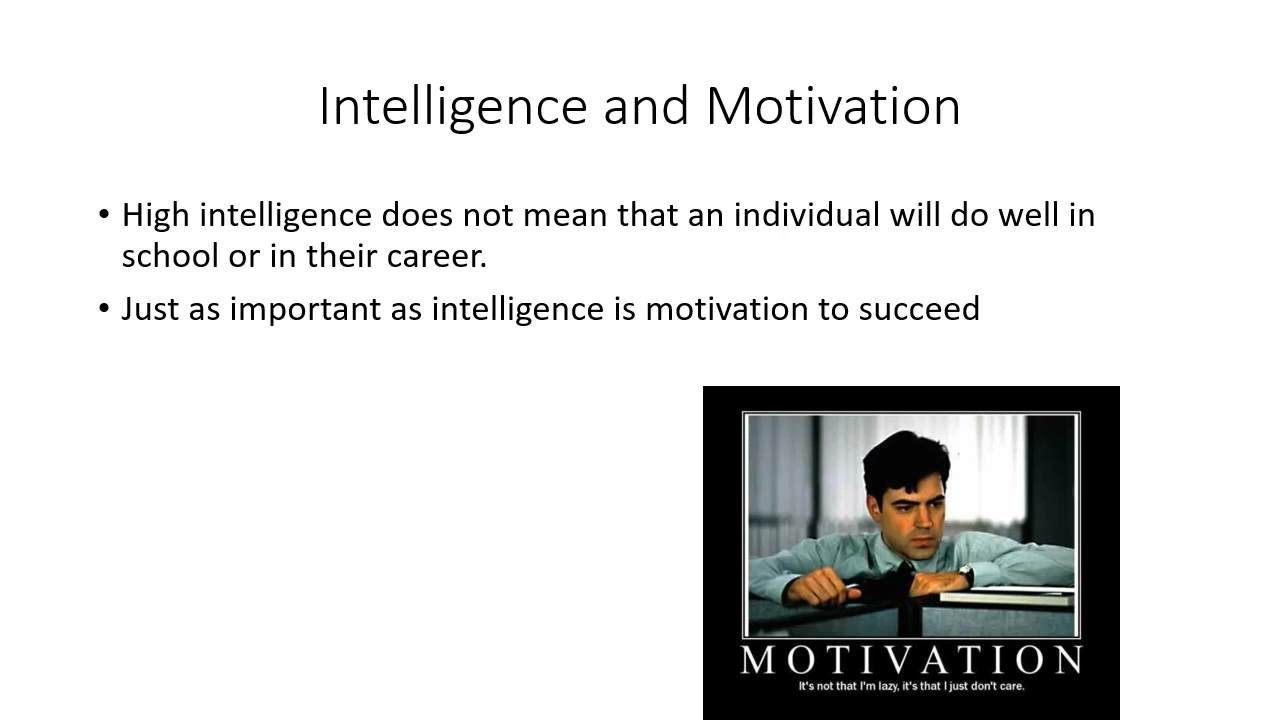 Intelligence and Motivation
• High intelligence does not mean that an individual will do well in
school or in their career.
• Just as important as intelligence is motivation to succeed
MOTIVATION
It's not that I'm lazy, it's that I just don't care.